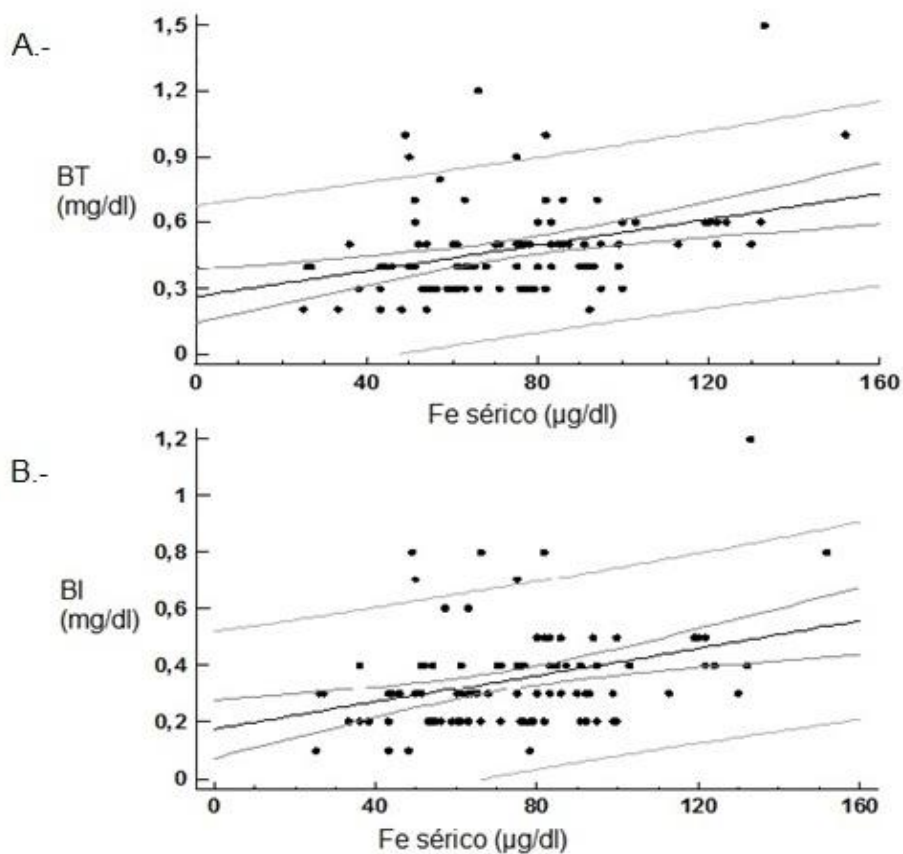 A.-
1,5
1,2
0,9
BT
(mg/dl)
0,6
0,3
0
0 40 80 120 160
Fe sérico (µg/dl)
B.-
1,2
1
0,8
BI
(mg/dl)
0,6
0,4
0,2
0
0 40 80 120 160
Fe sérico (µg/dl)